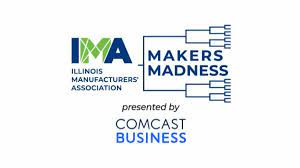 IMA
ILLINOIS
MANUFACTURERS'
ASSOCIATION
MAKERS
MADNESS
presented by
COMCAST
BUSINESS